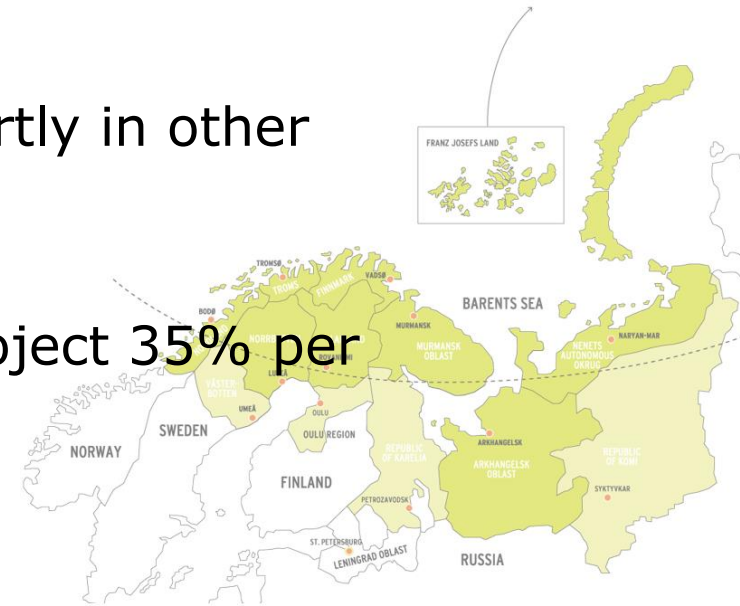 rtly in other
FRANZ JOSEFS LAND
TROMSØ
VADSØ
TROMS
FINNMARK
BODØ
BARENTS SEA
MURMANSK
MURMANSK
OBLAST
NARYAN-MAR
NENETS
AUTONOMOUS
OKRUG
oject 35% per
VÄSTER
BOTTEN
UMEÅ
OULU
OULU REGION
NORWAY
SWEDEN
FINLAND
REPUBLIC
OF KARELIA
ARKHANGELSK
ARKHANGELSK
OBLAST
REPUBLIC
OF KOMI
SYKTYVKAR
PETROZAVODSK
ST. PETERSBURG
LENINGRAD OBLAST
RUSSIA